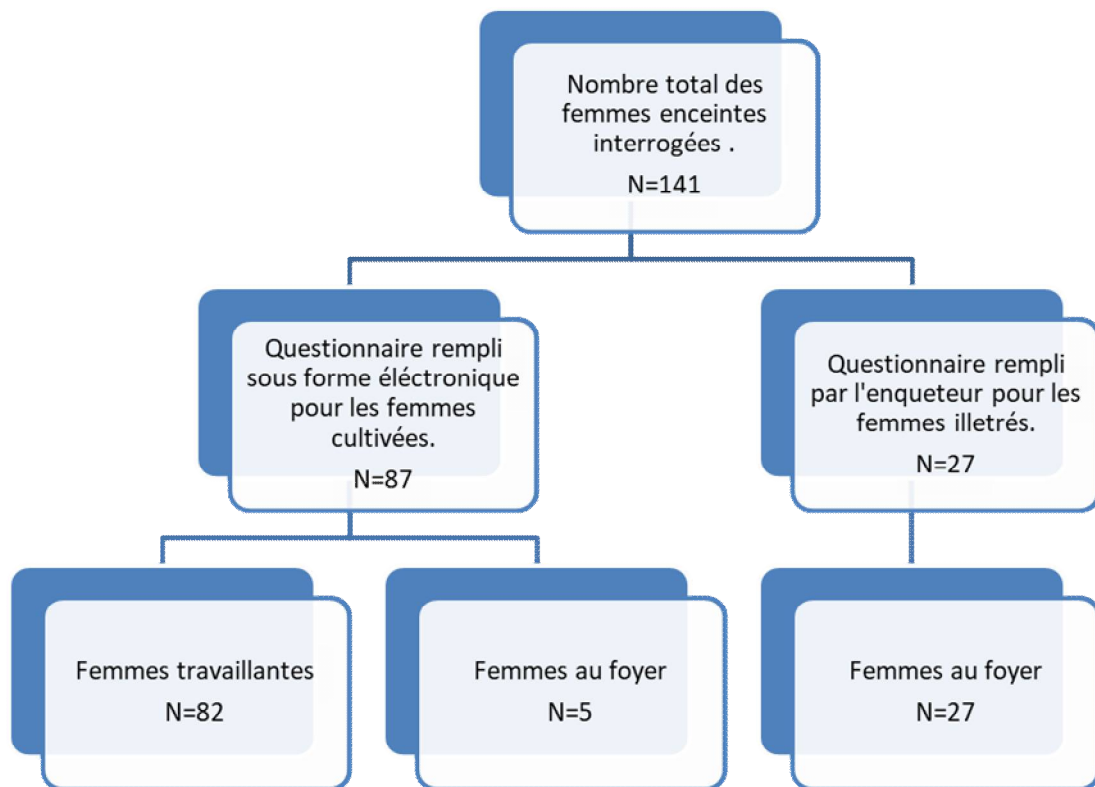 Nombre total des
femmes enceintes
interrogées .
N=141
Questionnaire rempli
sous forme éléctronique
pour les femmes
cultivées.
N=87
Questionnaire rempli
par l'enqueteur pour les
femmes illetrés.
N=27
Femmes travaillantes
N=82
Femmes au foyer
N=5
Femmes au foyer
N=27